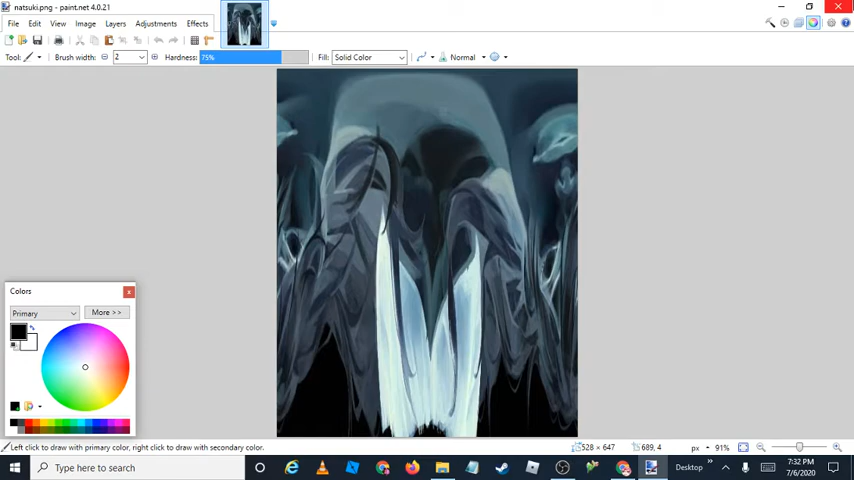 natsuki.png - paint.net 4.0.21
File Edit View Image Layers Adjustments Effects
Tool: Brush width: 2 Hardness: 75% Fill: Solid Color Normal
Colors
Primary More >>
Left click to draw with primary color, right click to draw with secondary color. 528 × 647 689, 4 px 91%
Type here to search Desktop 7:32 PM
7/6/2020